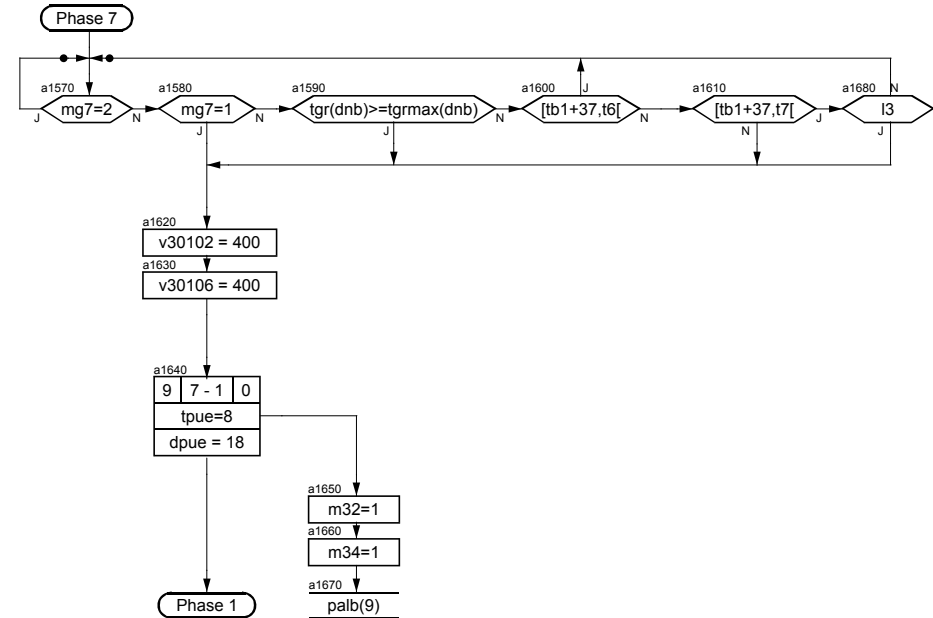 Phase 7
a1570
mg7=2
J
N
a1580
mg7=1
J
N
a1590
tgr(dnb)>=tgrmax(dnb)
J
N
a1600
[tb1+37,t6[
J
N
a1610
[tb1+37,t7[
N
J
a1680
l3
N
J
a1620
v30102 = 400
a1630
v30106 = 400
a1640
9 7 - 1 0
tpue=8
dpue = 18
a1650
m32=1
a1660
m34=1
a1670
palb(9)
Phase 1